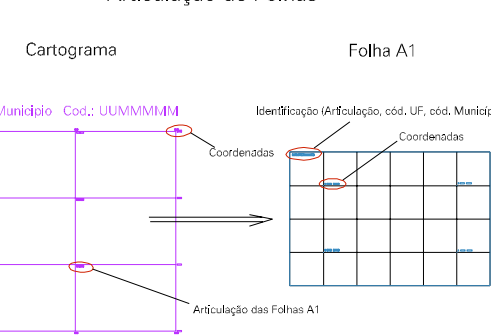 Articulação de Folhas
Cartograma
Folha A1
Município Cod.: UUMMMMM
Identificação (Articulação, cód. UF, cód.
Coordenadas
Coordenadas
Articulação das Folhas A1